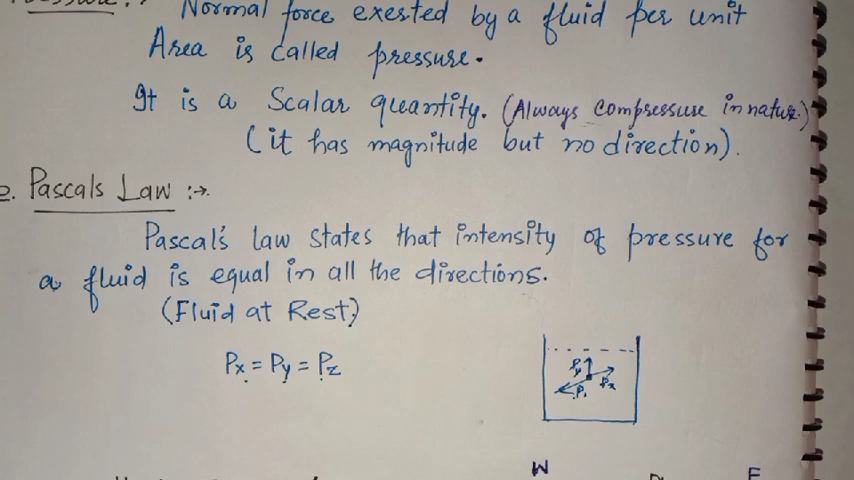 Normal force exerted by a fluid per unit
Area is called pressure.
It is a Scalar quantity. (Always Compressure in nature)
(it has magnitude but no direction).
2. Pascals Law :→
Pascal's law states that intensity of pressure for
a fluid is equal in all the directions.
(Fluid at Rest)
Px = Py = Pz
Py
Px
W